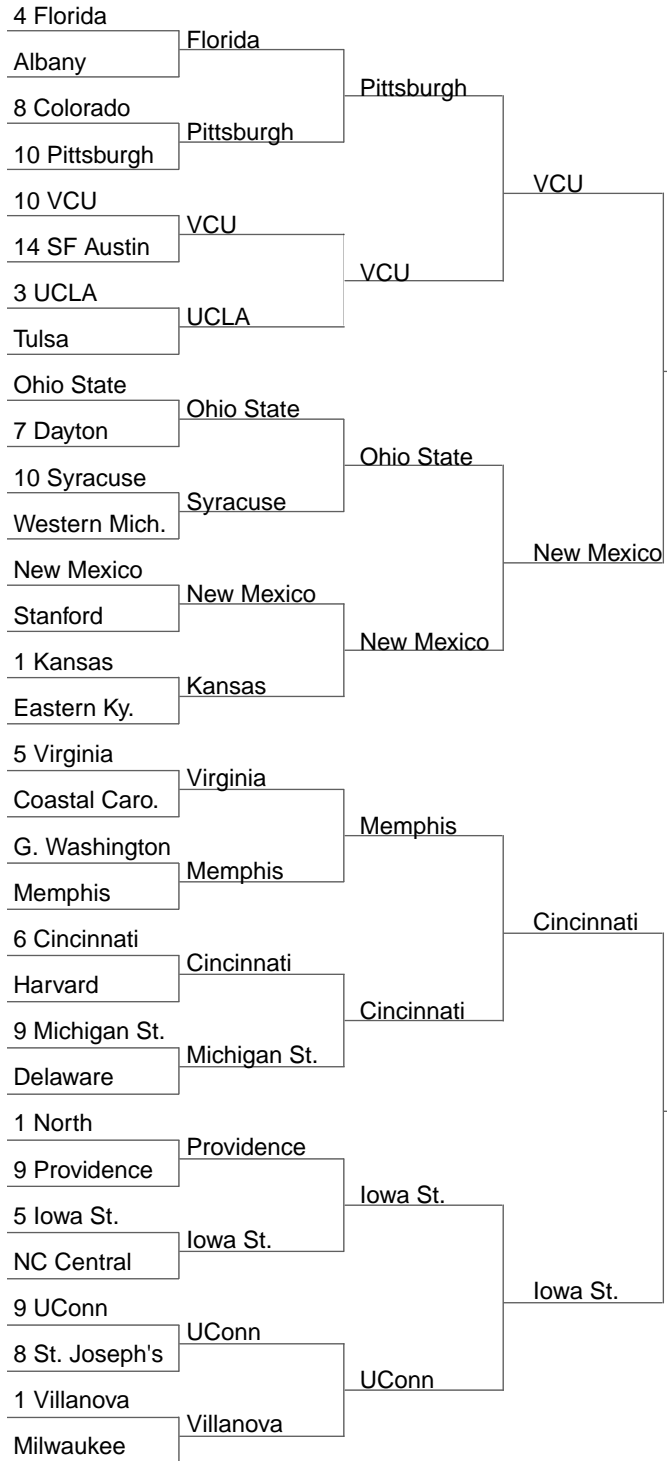 4 Florida
Albany
8 Colorado
10 Pittsburgh
10 VCU
14 SF Austin
3 UCLA
Tulsa
Ohio State
7 Dayton
10 Syracuse
Western Mich.
New Mexico
Stanford
1 Kansas
Eastern Ky.
5 Virginia
Coastal Caro.
G. Washington
Memphis
6 Cincinnati
Harvard
9 Michigan St.
Delaware
1 North
9 Providence
5 Iowa St.
NC Central
9 UConn
8 St. Joseph's
1 Villanova
Milwaukee
Florida
Pittsburgh
VCU
UCLA
Ohio State
Syracuse
New Mexico
Kansas
Virginia
Memphis
Cincinnati
Michigan St.
Providence
Iowa St.
UConn
Villanova
Pittsburgh
VCU
Ohio State
New Mexico
Memphis
Cincinnati
Iowa St.
UConn
VCU
New Mexico
Cincinnati
Iowa St.